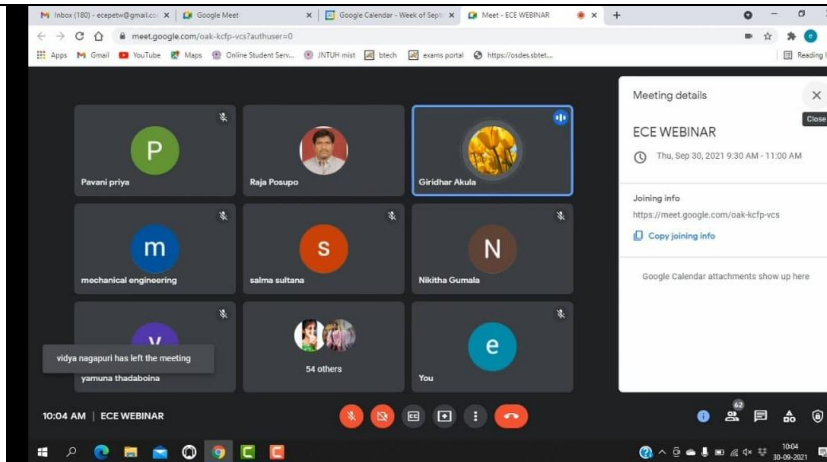 Inbox (180) - ecepetw@gmail.co
Google Meet
Google Calendar - Week of Sept
Meet - ECE WEBINAR
meet.google.com/oak-kcfp-vcs?authuser=0
Apps
Gmail
YouTube
Maps
Online Student Serv...
JNTUH mist
btech
exams portal
https://osdes.sbtet...
Reading l
P
Pavani priya
Raja Posupo
Giridhar Akula
m
mechanical engineering
s
salma sultana
N
Nikitha Gumala
vidya nagapuri has left the meeting
yamuna thadaboina
54 others
e
You
Meeting details
Close
ECE WEBINAR
Thu, Sep 30, 2021 9:30 AM - 11:00 AM
Joining info
https://meet.google.com/oak-kcfp-vcs
Copy joining info
Google Calendar attachments show up here
10:04 AM | ECE WEBINAR
62
10:04
30-09-2021